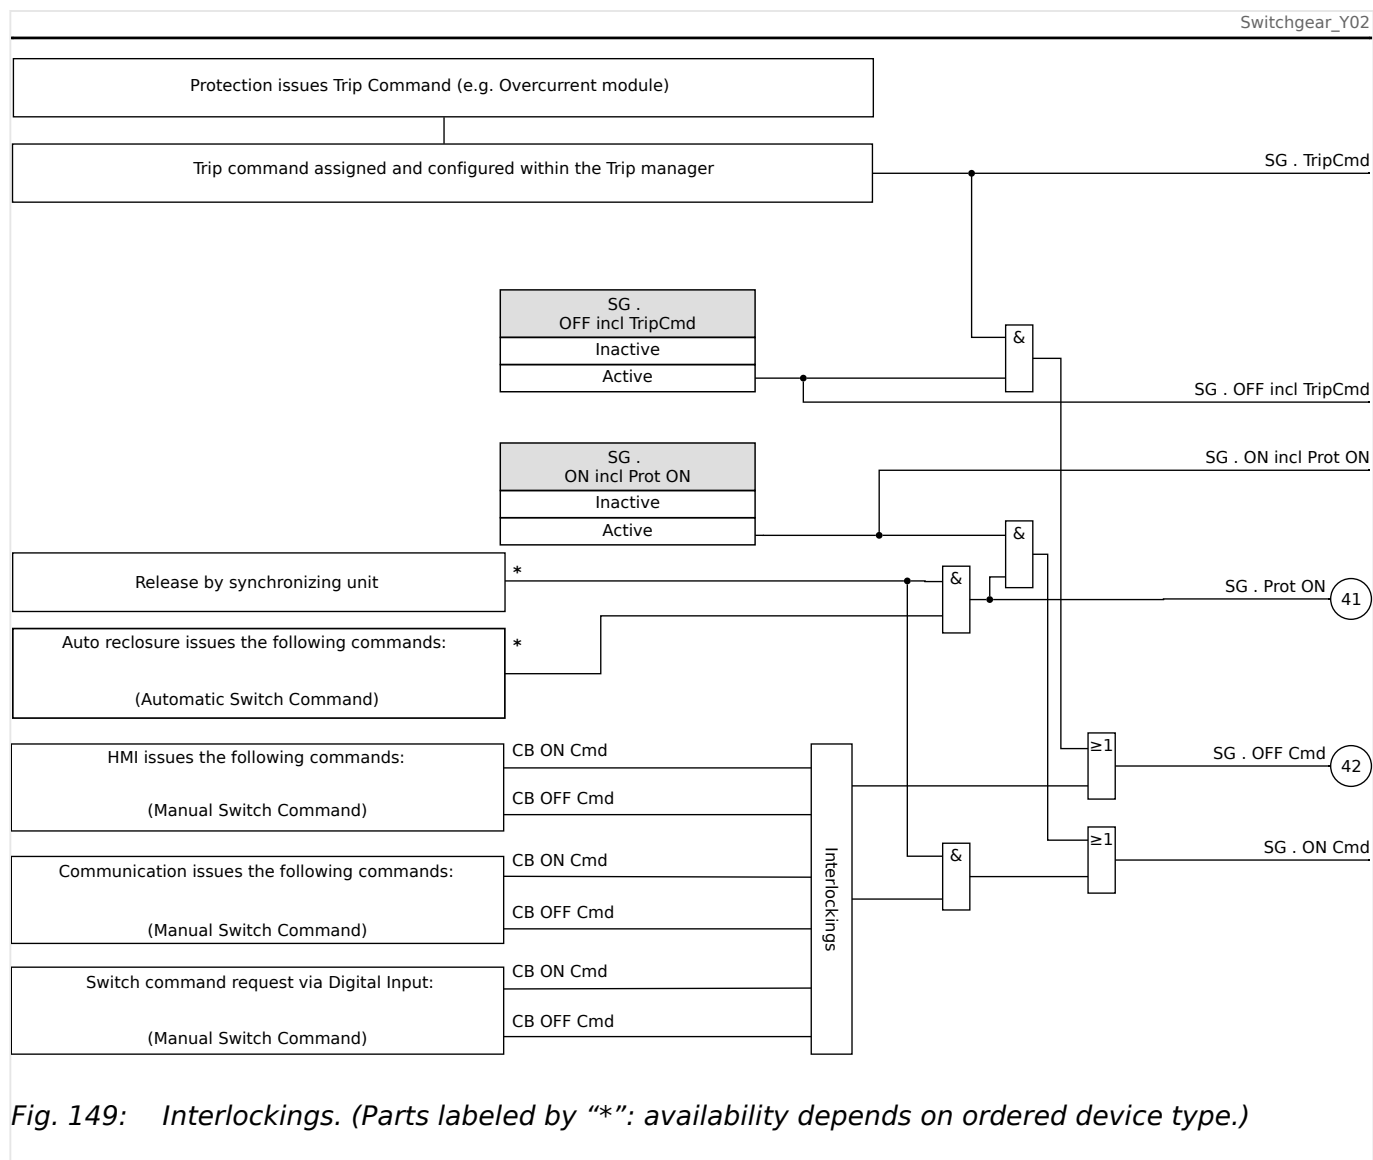 Switchgear_Y02
Protection issues Trip Command (e.g. Overcurrent module)
Trip command assigned and configured within the Trip manager
SG . TripCmd
SG .
OFF incl TripCmd
Inactive
Active
&
SG . OFF incl TripCmd
SG .
ON incl Prot ON
Inactive
Active
SG . ON incl Prot ON
&
Release by synchronizing unit
*
&
SG . Prot ON
41
Auto reclosure issues the following commands:
*
(Automatic Switch Command)
HMI issues the following commands:
(Manual Switch Command)
CB ON Cmd
CB OFF Cmd
≥1
SG . OFF Cmd
42
Communication issues the following commands:
(Manual Switch Command)
CB ON Cmd
CB OFF Cmd
Interlockings
&
≥1
SG . ON Cmd
Switch command request via Digital Input:
(Manual Switch Command)
CB ON Cmd
CB OFF Cmd
Fig. 149: Interlockings. (Parts labeled by “*”: availability depends on ordered device type.)